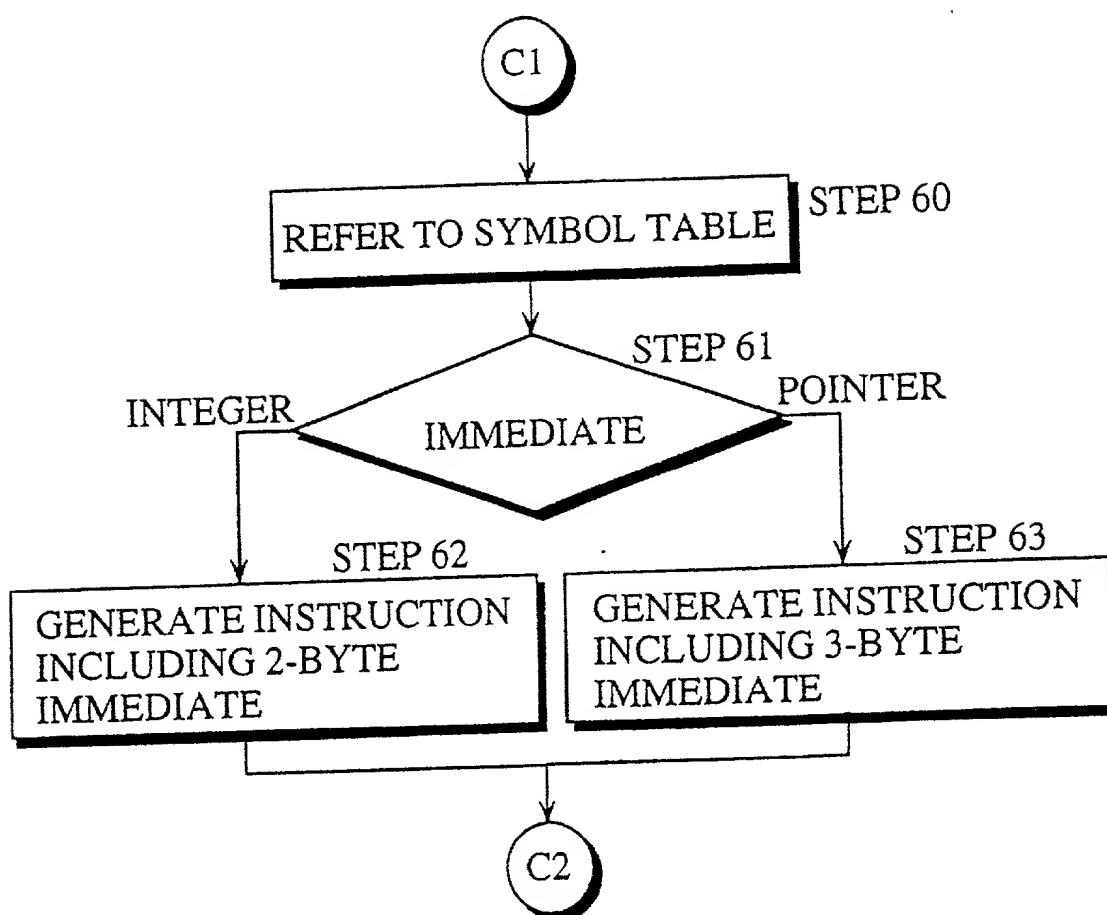 C1
REFER TO SYMBOL TABLE
STEP 60
STEP 61
INTEGER
IMMEDIATE
POINTER
STEP 62
GENERATE INSTRUCTION
INCLUDING 2-BYTE
IMMEDIATE
STEP 63
GENERATE INSTRUCTION
INCLUDING 3-BYTE
IMMEDIATE
C2